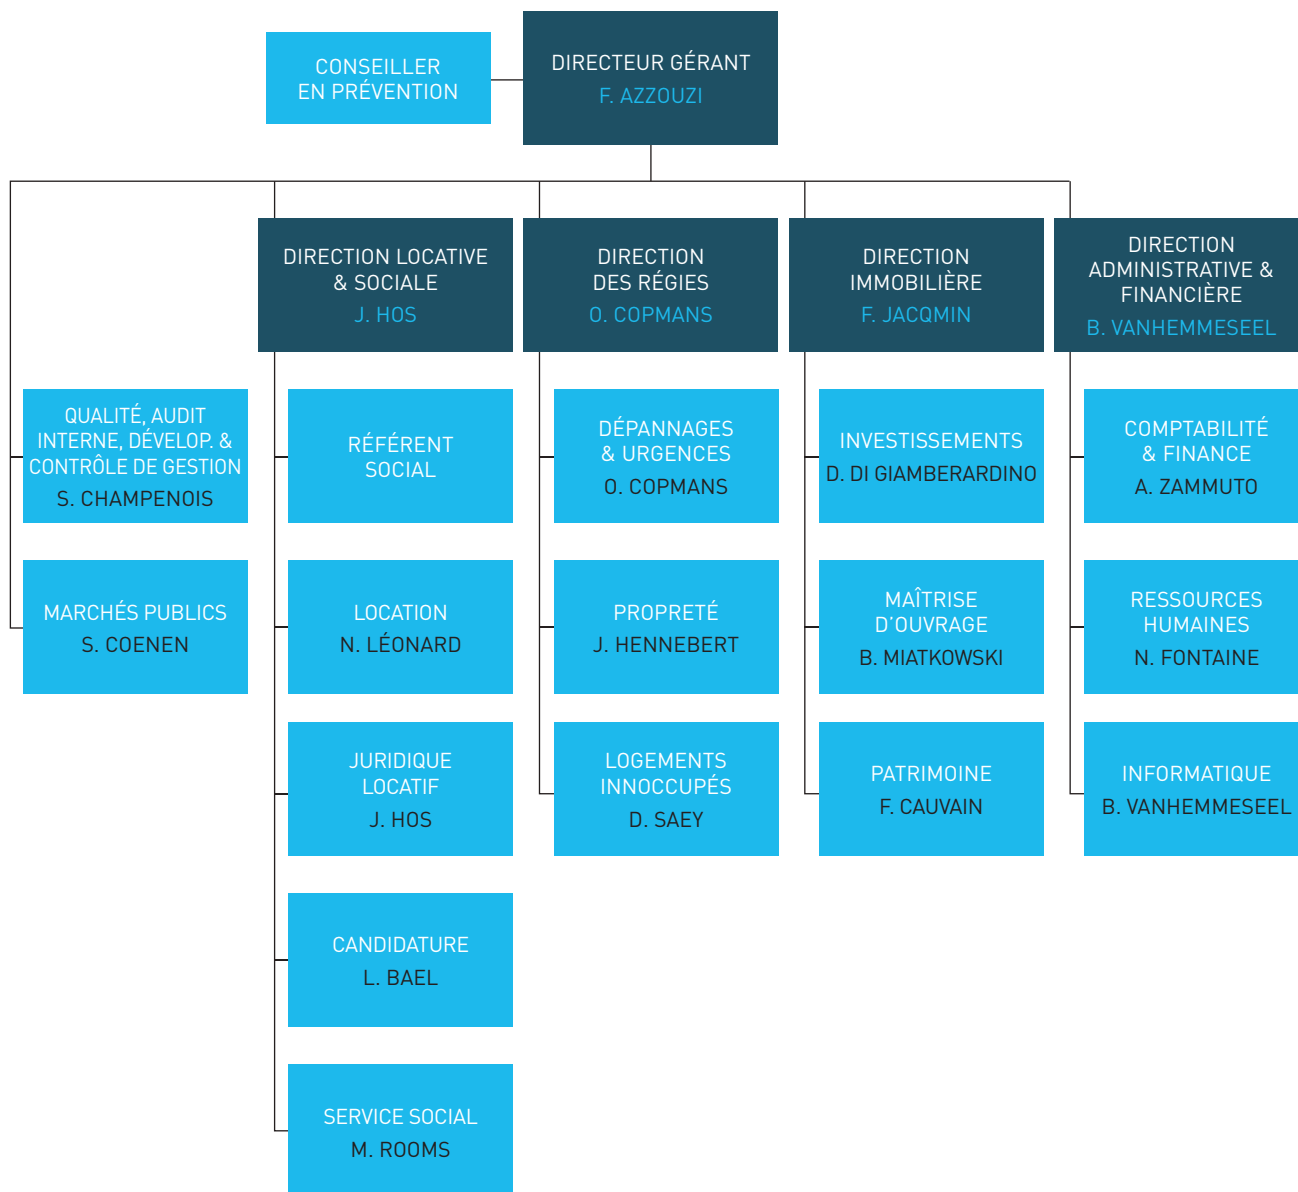 CONSEILLER
EN PRÉVENTION
DIRECTEUR GÉRANT
F. AZZOUZI
DIRECTION LOCATIVE
& SOCIALE
J. HOS
DIRECTION
DES RÉGIES
O. COPMANS
DIRECTION
IMMOBILIÈRE
F. JACQMIN
DIRECTION
ADMINISTRATIVE &
FINANCIÈRE
B. VANHEMMESEEL
QUALITÉ, AUDIT
INTERNE, DÉVELOP. &
CONTRÔLE DE GESTION
S. CHAMPENOIS
RÉFÉRENT
SOCIAL
DÉPANNAGES
& URGENCES
O. COPMANS
INVESTISSEMENTS
D. DI GIAMBERARDINO
COMPTABILITÉ
& FINANCE
A. ZAMMUTO
MARCHÉS PUBLICS
S. COENEN
LOCATION
N. LÉONARD
PROPRETÉ
J. HENNEBERT
MAÎTRISE
D'OUVRAGE
B. MIATKOWSKI
RESSOURCES
HUMAINES
N. FONTAINE
JURIDIQUE
LOCATIF
J. HOS
LOGEMENTS
INNOCCUPÉS
D. SAEY
PATRIMOINE
F. CAUVAIN
INFORMATIQUE
B. VANHEMMESEEL
CANDIDATURE
L. BAEL
SERVICE SOCIAL
M. ROOMS